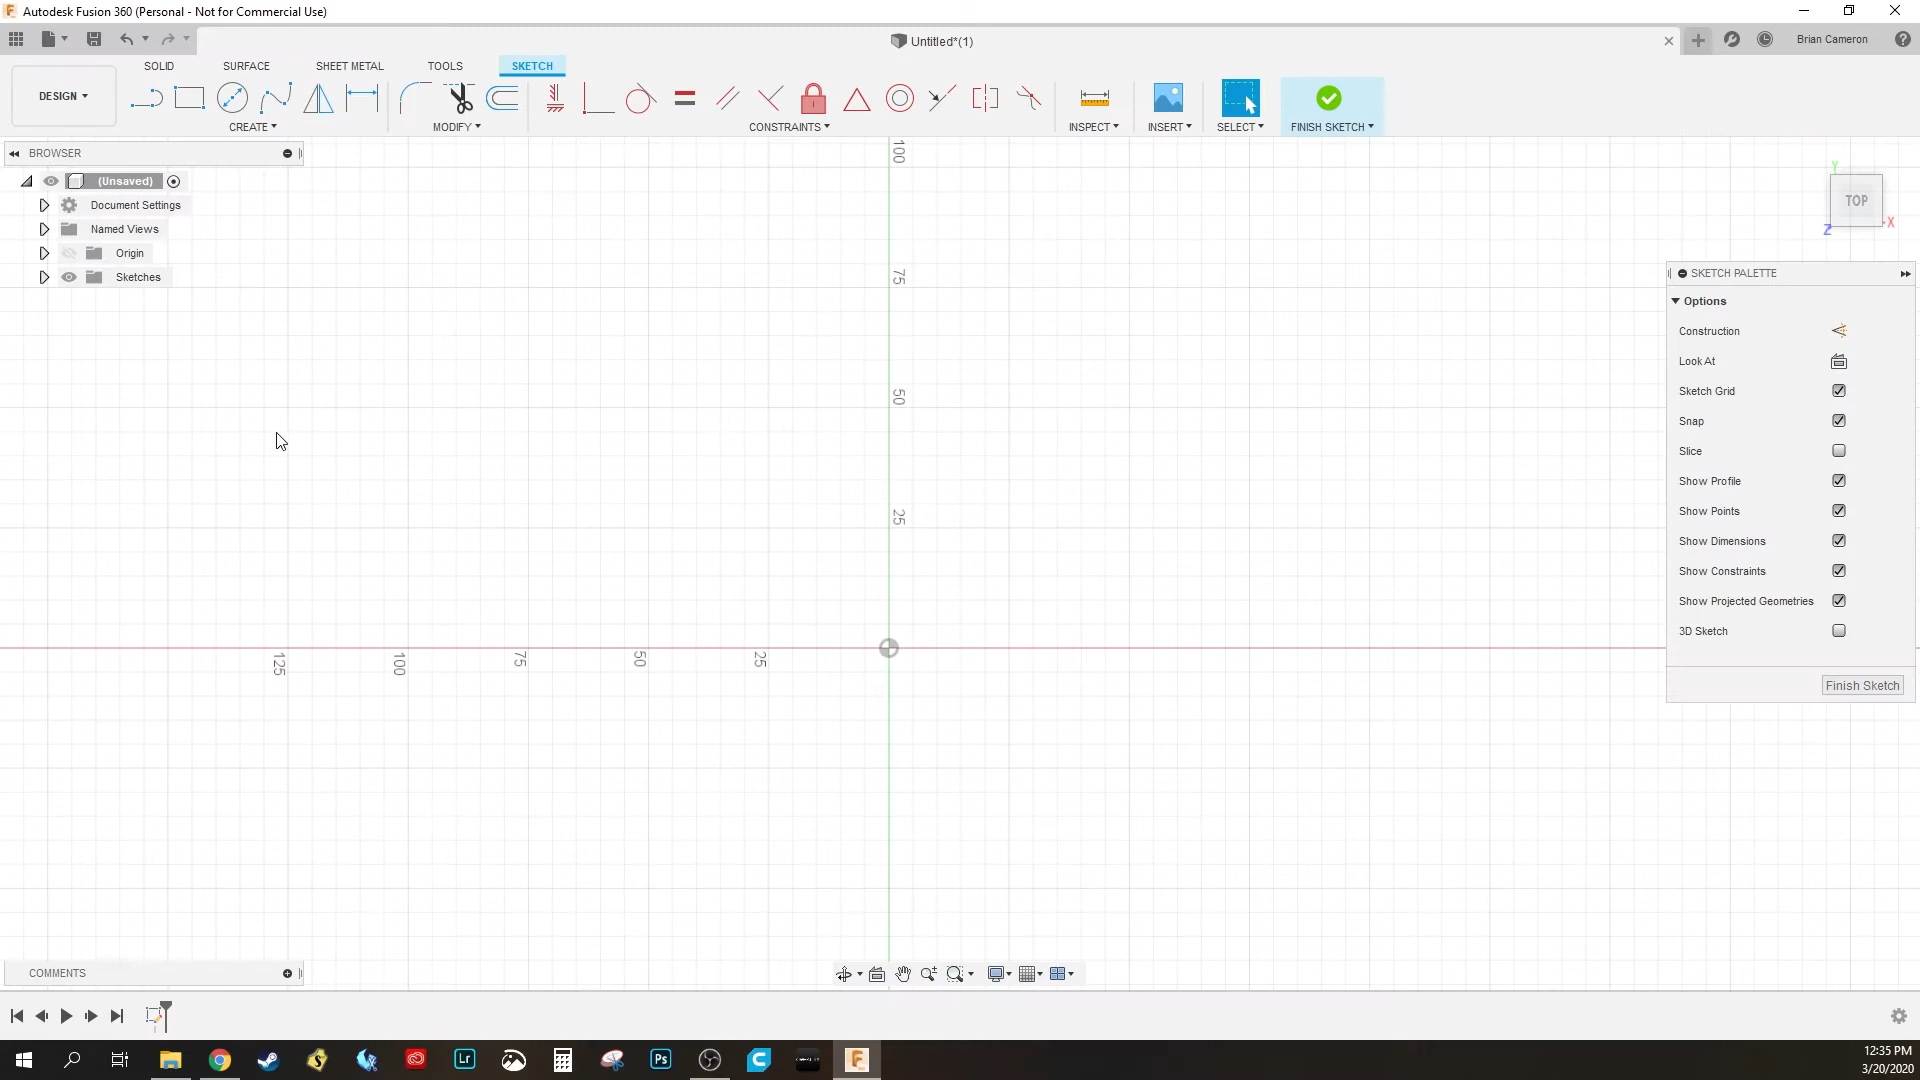 Autodesk Fusion 360 (Personal - Not for Commercial Use)
Untitled*(1)
Brian Cameron
SOLID
SURFACE
SHEET METAL
TOOLS
SKETCH
DESIGN
CREATE
MODIFY
CONSTRAINTS
INSPECT
INSERT
SELECT
FINISH SKETCH
BROWSER
(Unsaved)
Document Settings
Named Views
Origin
Sketches
100
75
50
25
125
100
75
50
25
Y
TOP
X
Z
SKETCH PALETTE
Options
Construction
Look At
Sketch Grid
Snap
Slice
Show Profile
Show Points
Show Dimensions
Show Constraints
Show Projected Geometries
3D Sketch
Finish Sketch
COMMENTS
Lr
Ps
12:35 PM
3/20/2020